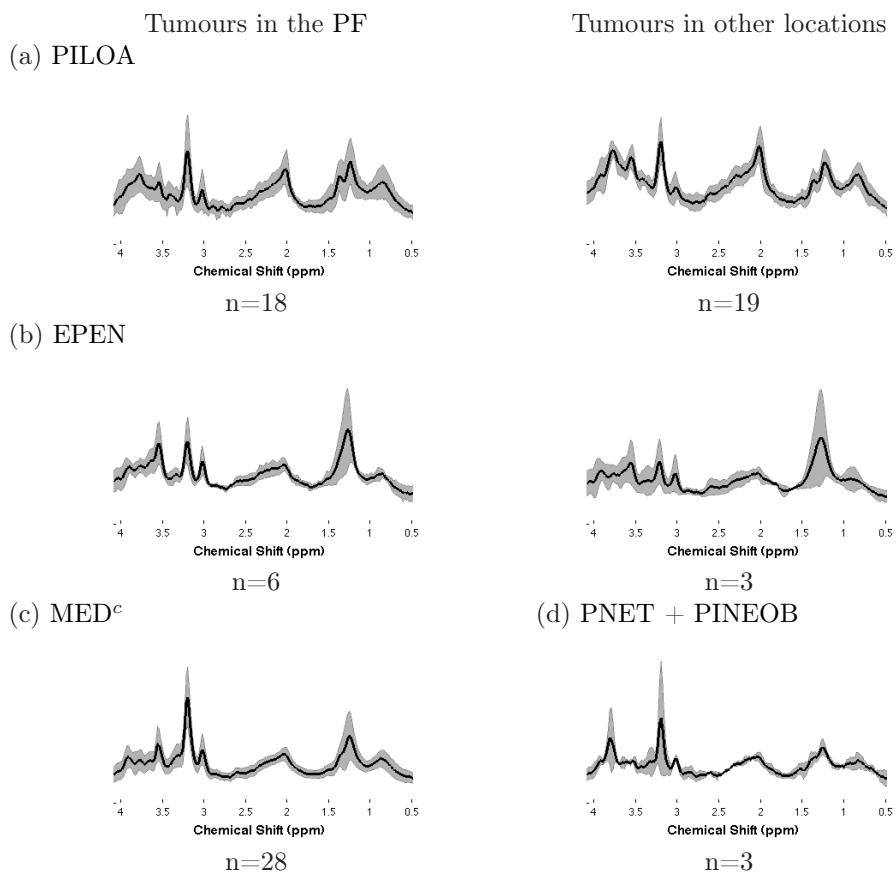 Tumours in the PF
Tumours in other locations
(a) PILOA
4 3.5 3 2.5 2 1.5 1 0.5
Chemical Shift (ppm)
n=18
4 3.5 3 2.5 2 1.5 1 0.5
Chemical Shift (ppm)
n=19
(b) EPEN
4 3.5 3 2.5 2 1.5 1 0.5
Chemical Shift (ppm)
n=6
4 3.5 3 2.5 2 1.5 1 0.5
Chemical Shift (ppm)
n=3
(c) MEDᶜ
4 3.5 3 2.5 2 1.5 1 0.5
Chemical Shift (ppm)
n=28
(d) PNET + PINEOB
4 3.5 3 2.5 2 1.5 1 0.5
Chemical Shift (ppm)
n=3